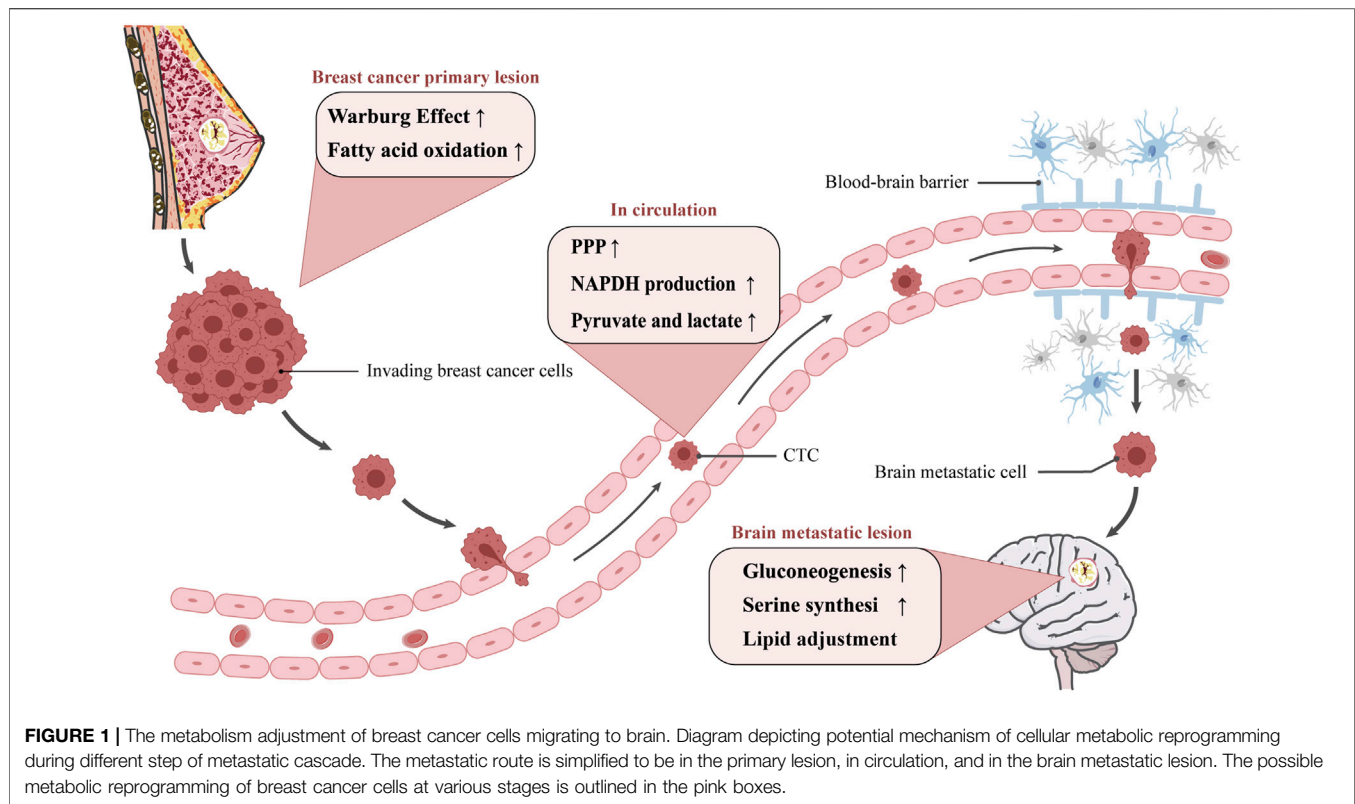 Breast cancer primary lesion
Warburg Effect ↑
Fatty acid oxidation ↑
Blood-brain barrier
In circulation
PPP ↑
NAPDH production ↑
Pyruvate and lactate ↑
Invading breast cancer cells
CTC
Brain metastatic cell
Brain metastatic lesion
Gluconeogenesis ↑
Serine synthesi ↑
Lipid adjustment
FIGURE 1 | The metabolism adjustment of breast cancer cells migrating to brain. Diagram depicting potential mechanism of cellular metabolic reprogramming
during different step of metastatic cascade. The metastatic route is simplified to be in the primary lesion, in circulation, and in the brain metastatic lesion. The possible
metabolic reprogramming of breast cancer cells at various stages is outlined in the pink boxes.